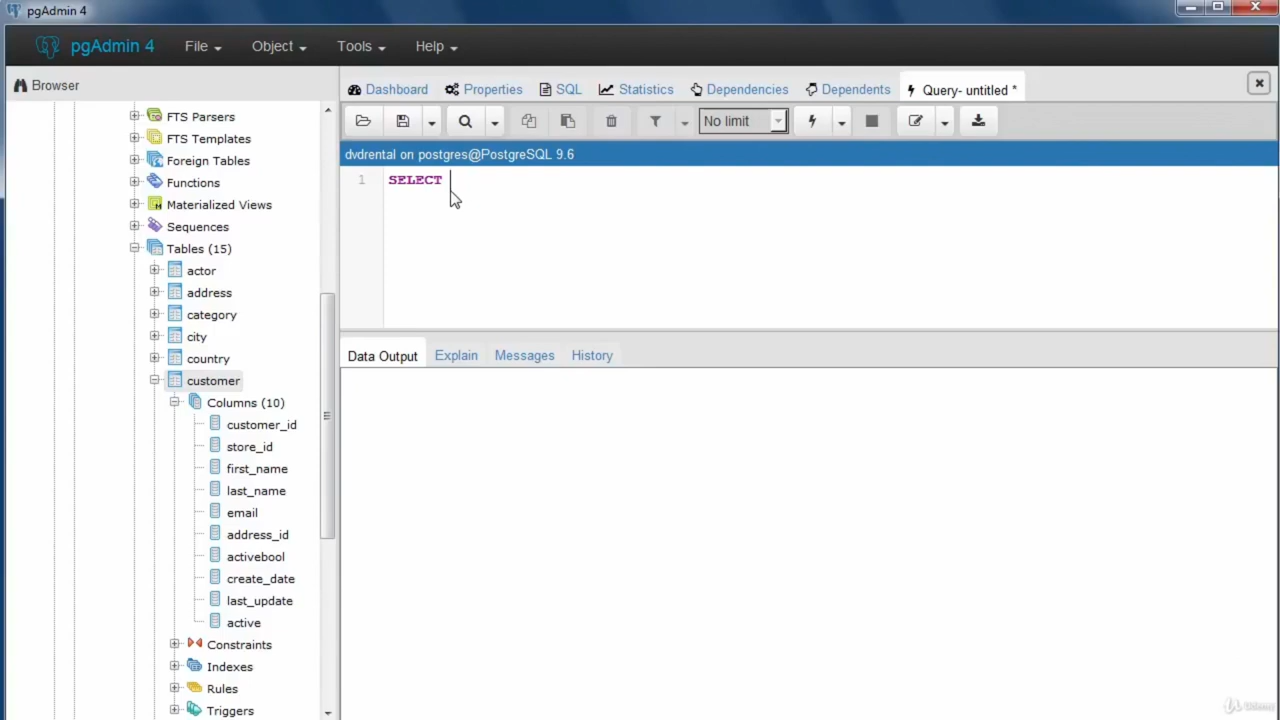 pgAdmin 4
pgAdmin 4 File Object Tools Help
Browser
Dashboard Properties SQL Statistics Dependencies Dependents Query- untitled *
No limit
dvdrental on postgres@PostgreSQL 9.6
1 SELECT
FTS Parsers
FTS Templates
Foreign Tables
Functions
Materialized Views
Sequences
Tables (15)
actor
address
category
city
country
customer
Columns (10)
customer_id
store_id
first_name
last_name
email
address_id
activebool
create_date
last_update
active
Constraints
Indexes
Rules
Triggers
Data Output Explain Messages History
Udemy